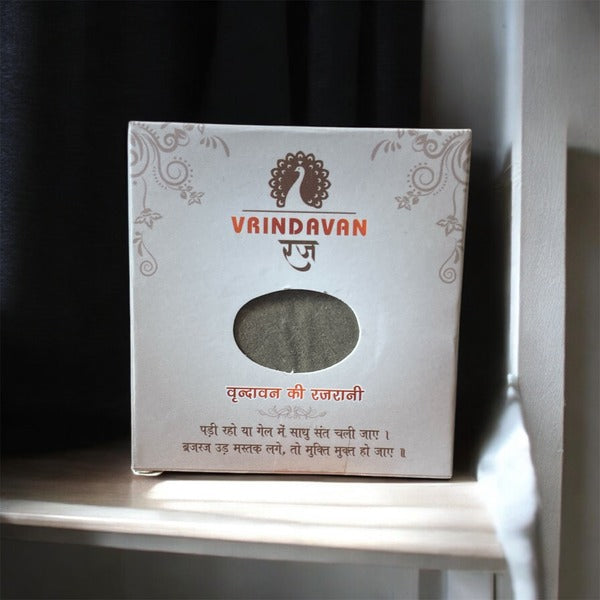 VRINDAVAN
रज
वृन्दावन की रजरानी
पड़ी रहो या गेल में साधु संत चली जाए ।
ब्रजरज उड़ मस्तक लगे, तो मुक्ति मुक्त हो जाए ॥